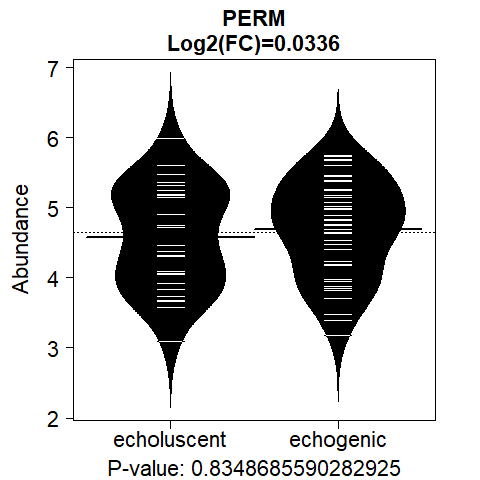 PERM
Log2(FC)=0.0336
7
6
5
4
3
2
Abundance
echoluscent echogenic
P-value: 0.8348685590282925